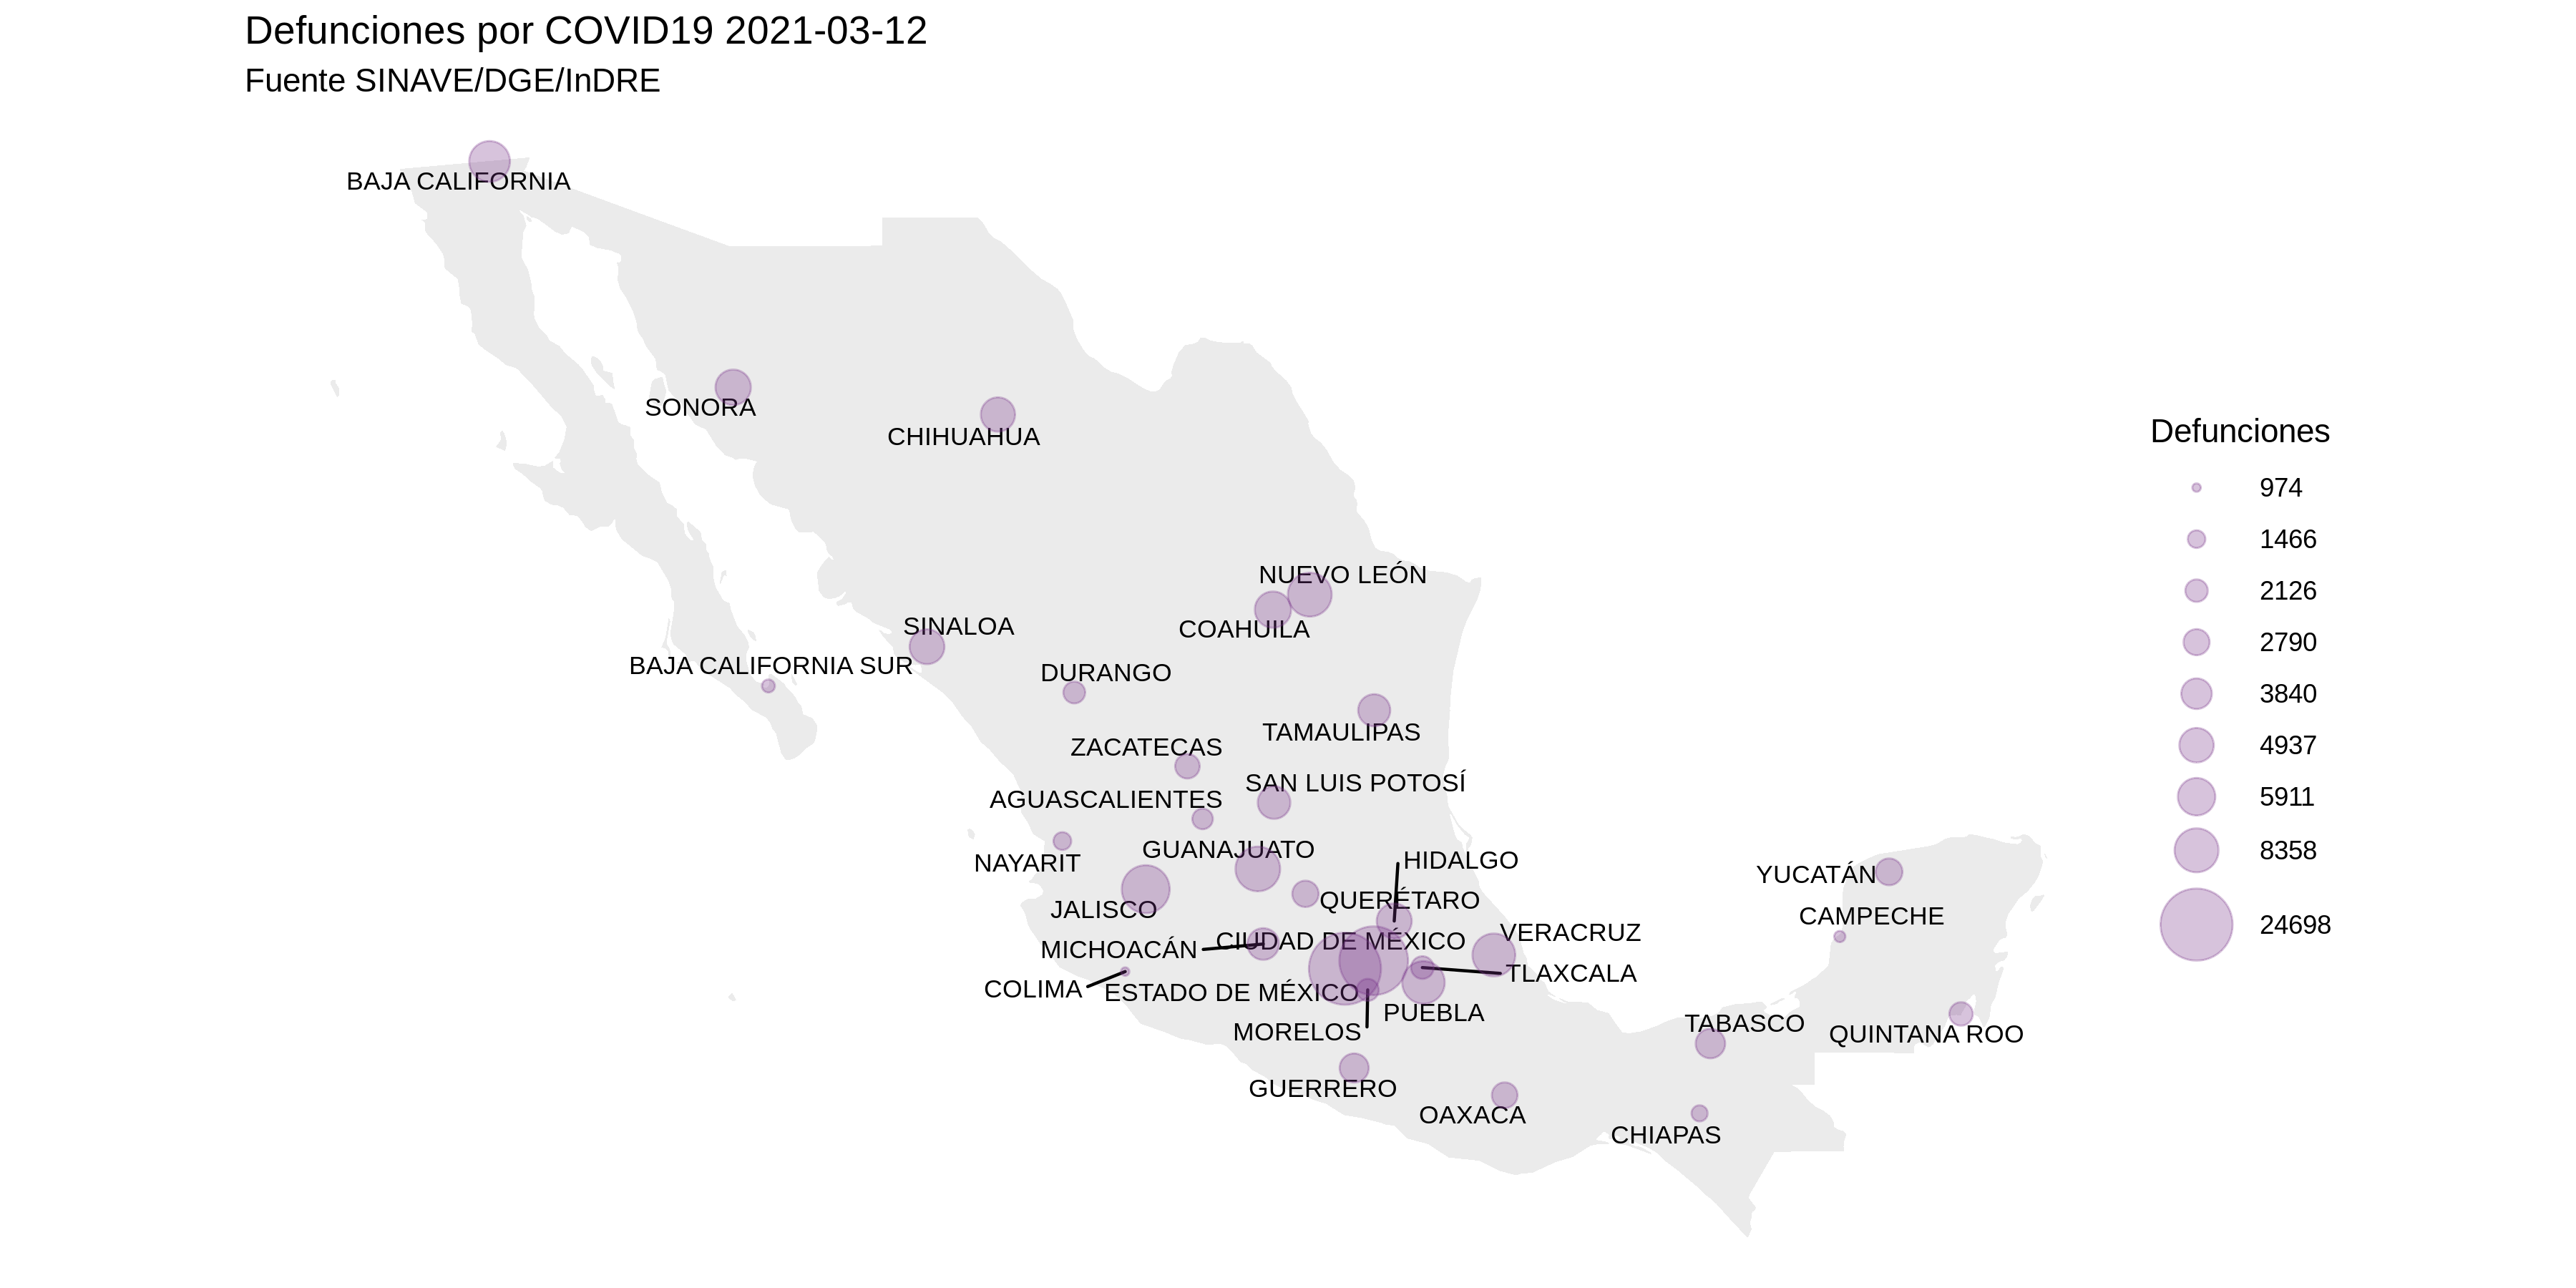 Defunciones por COVID19 2021-03-12
Fuente SINAVE/DGE/InDRE
BAJA CALIFORNIA
SONORA
CHIHUAHUA
NUEVO LEÓN
COAHUILA
SINALOA
BAJA CALIFORNIA SUR
DURANGO
TAMAULIPAS
ZACATECAS
SAN LUIS POTOSÍ
AGUASCALIENTES
NAYARIT
GUANAJUATO
HIDALGO
QUERÉTARO
JALISCO
CIUDAD DE MÉXICO
MICHOACÁN
VERACRUZ
TLAXCALA
COLIMA
ESTADO DE MÉXICO
PUEBLA
MORELOS
GUERRERO
OAXACA
YUCATÁN
CAMPECHE
TABASCO
QUINTANA ROO
CHIAPAS
Defunciones
974
1466
2126
2790
3840
4937
5911
8358
24698